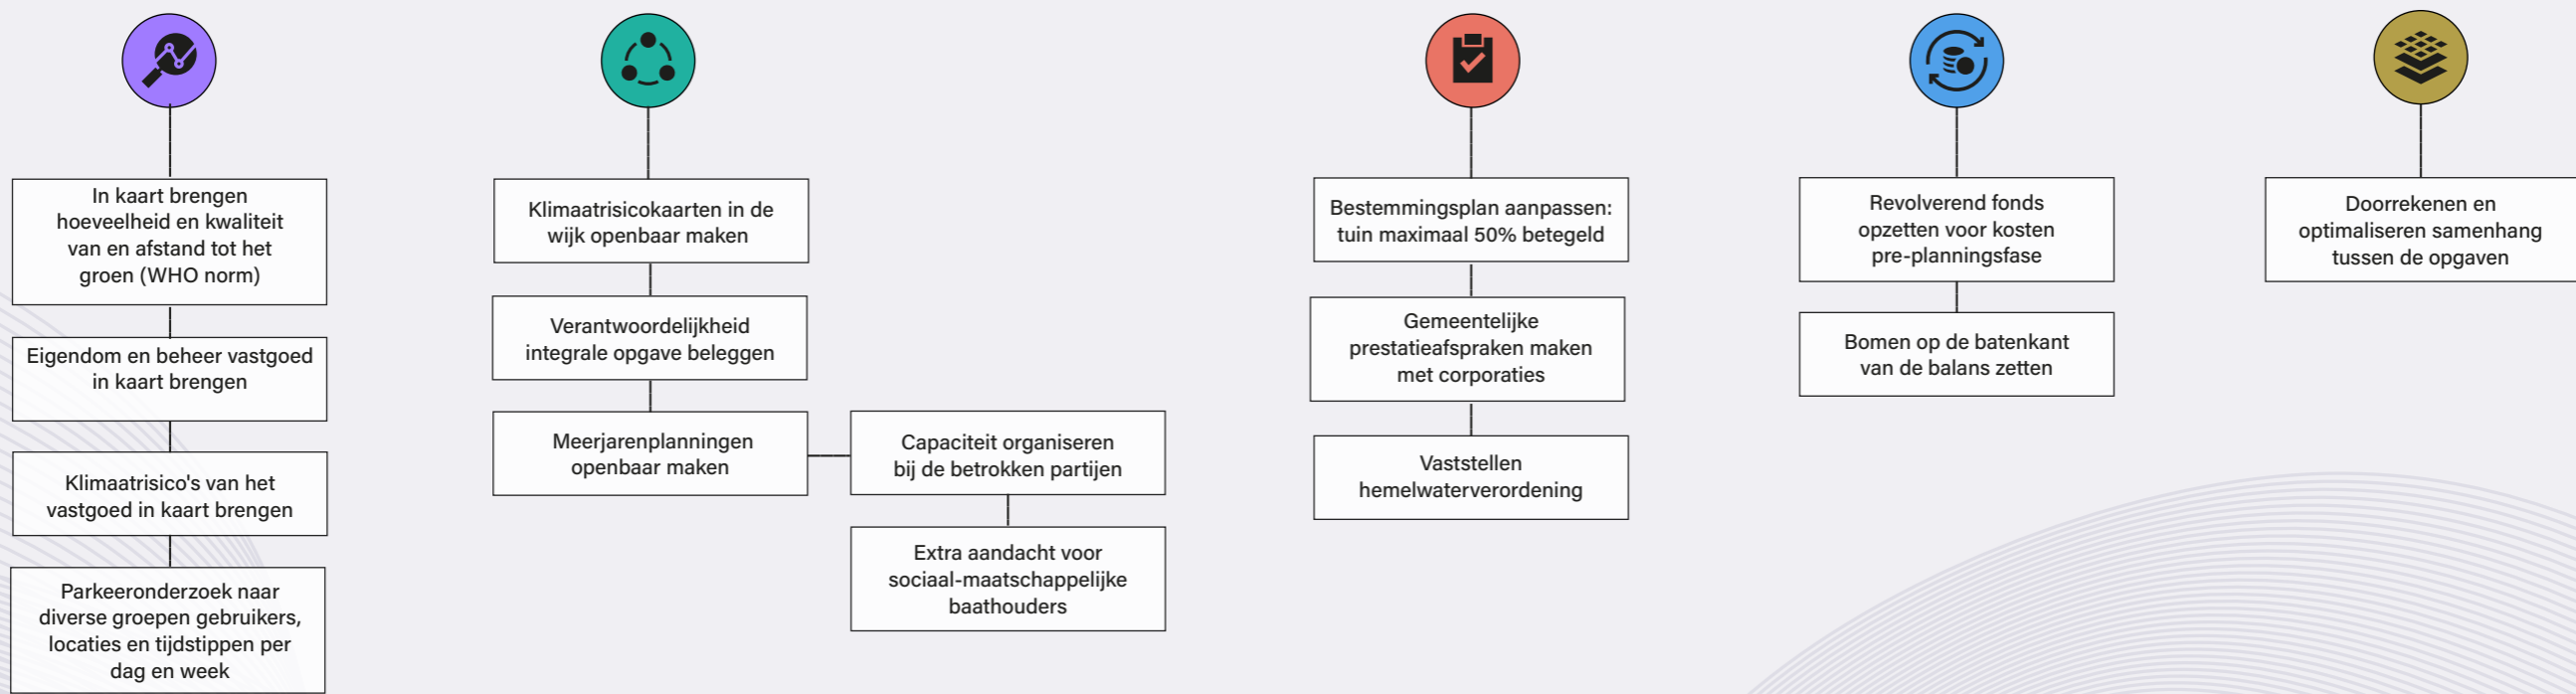 In kaart brengen
hoeveelheid en kwaliteit
van en afstand tot het
groen (WHO norm)
Eigendom en beheer vastgoed
in kaart brengen
Klimaatrisico's van het
vastgoed in kaart brengen
Parkeeronderzoek naar
diverse groepen gebruikers,
locaties en tijdstippen per
dag en week
Klimaatrisicokaarten in de
wijk openbaar maken
Verantwoordelijkheid
integrale opgave beleggen
Meerjarenplanningen
openbaar maken
Capaciteit organiseren
bij de betrokken partijen
Extra aandacht voor
sociaal-maatschappelijke
baathouders
Bestemmingsplan aanpassen:
tuin maximaal 50% betegeld
Gemeentelijke
prestatieafspraken maken
met corporaties
Vaststellen
hemelwaterverordening
Revolverend fonds
opzetten voor kosten
pre-planningsfase
Bomen op de batenkant
van de balans zetten
Doorrekenen en
optimaliseren samenhang
tussen de opgaven